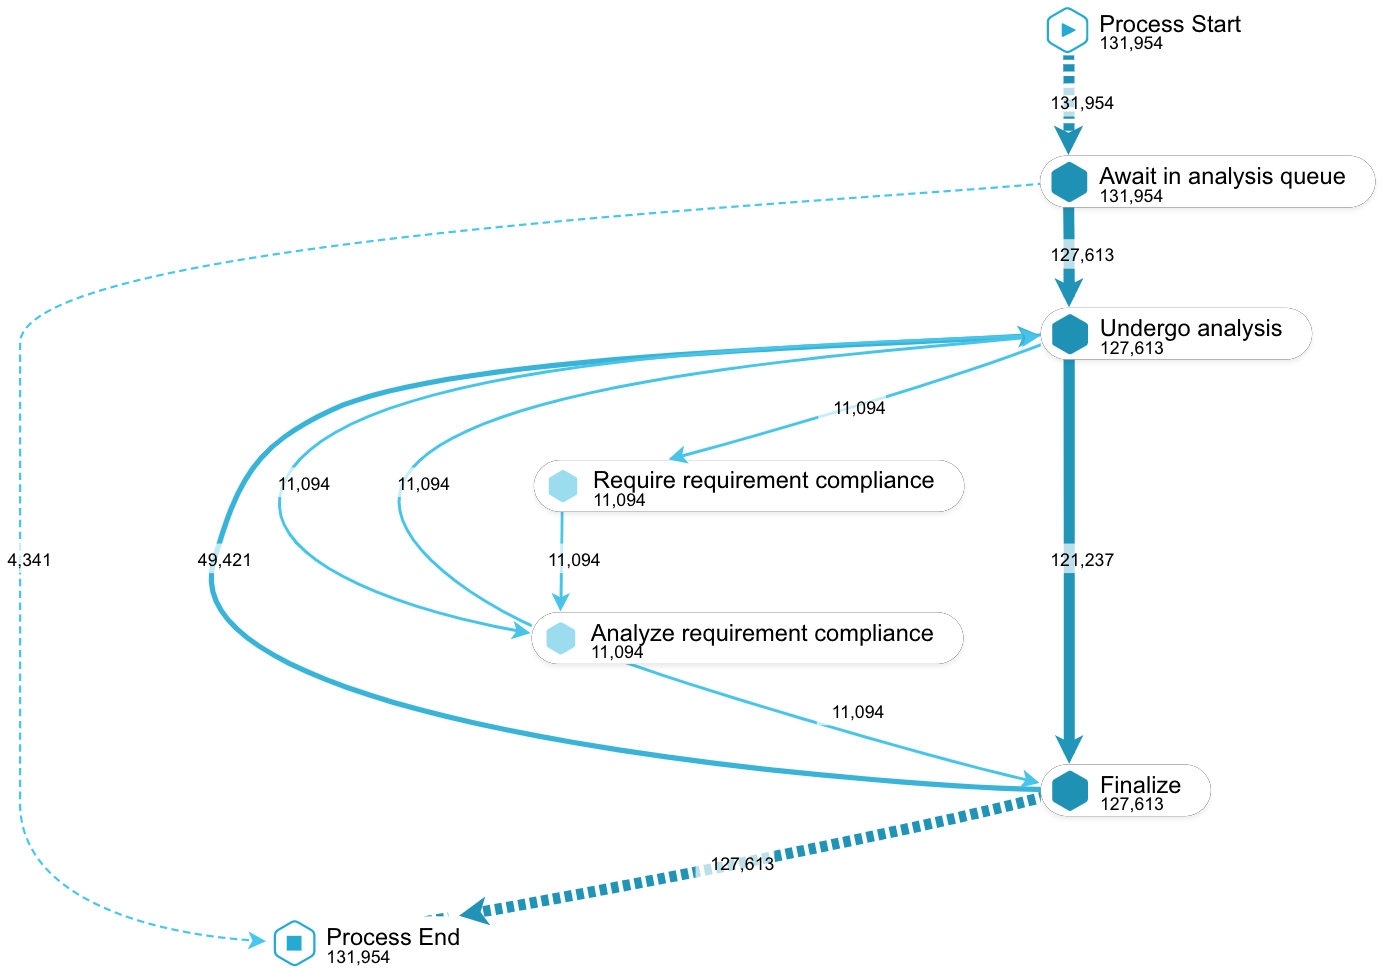 Process Start
131,954
131,954
Await in analysis queue
131,954
127,613
Undergo analysis
127,613
11,094
Require requirement compliance
11,094
11,094
11,094
4,341
49,421
11,094
121,237
Analyze requirement compliance
11,094
11,094
Finalize
127,613
127,613
Process End
131,954